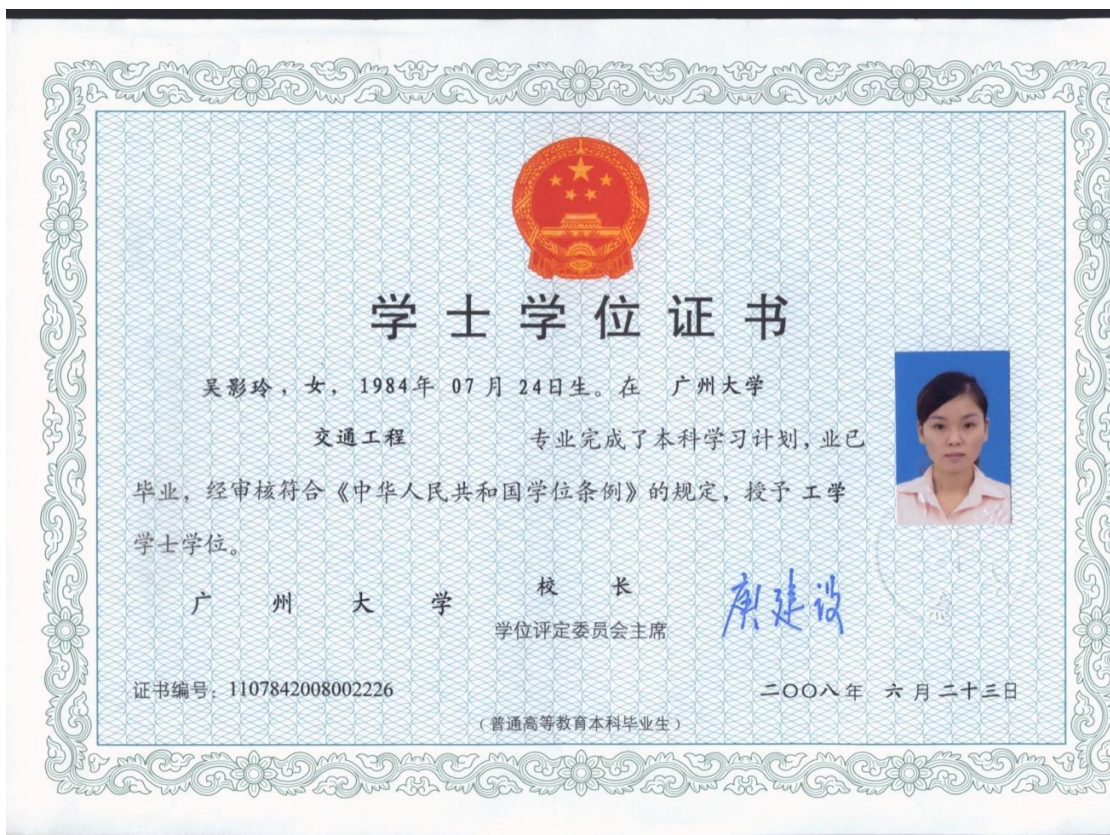 学士学位证书
吴影玲，女，1984年 07月 24日生。在 广州大学
交通工程 专业完成了本科学习计划，业已
毕业，经审核符合《中华人民共和国学位条例》的规定，授予 工学
学士学位。
广州大学 校长 庾建设
学位评定委员会主席
证书编号：1107842008002226 二〇〇八年 六月二十三日
（普通高等教育本科毕业生）